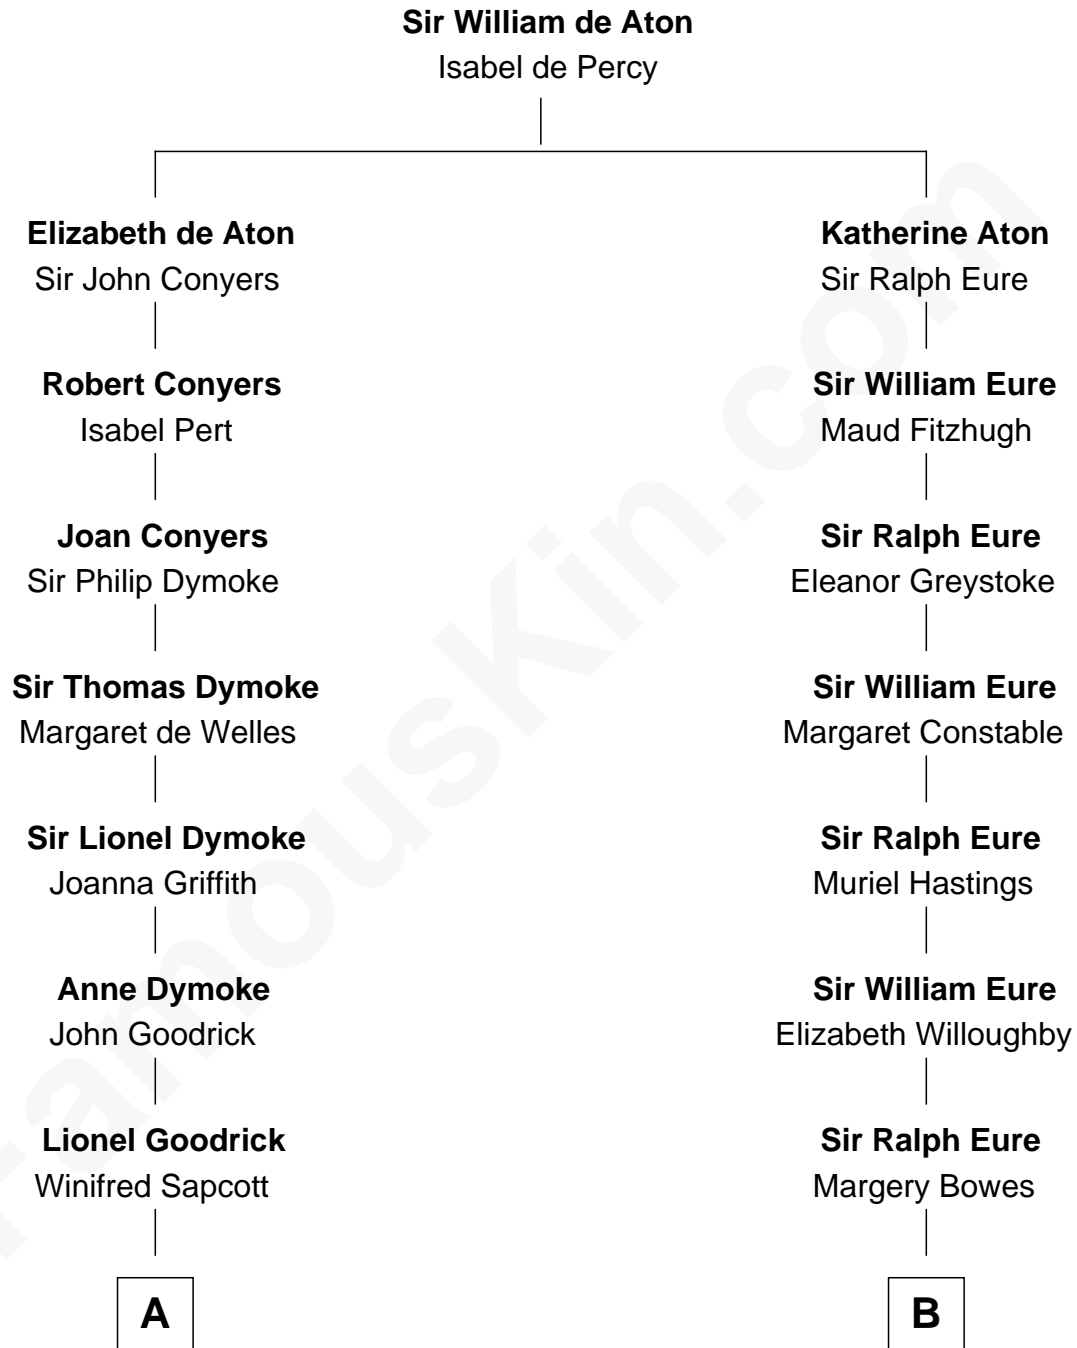 Sir William de Aton
Isabel de Percy
Elizabeth de Aton
Sir John Conyers
Robert Conyers
Isabel Pert
Joan Conyers
Sir Philip Dymoke
Sir Thomas Dymoke
Margaret de Welles
Sir Lionel Dymoke
Joanna Griffith
Anne Dymoke
John Goodrick
Lionel Goodrick
Winifred Sapcott
A
Katherine Aton
Sir Ralph Eure
Sir William Eure
Maud Fitzhugh
Sir Ralph Eure
Eleanor Greystoke
Sir William Eure
Margaret Constable
Sir Ralph Eure
Muriel Hastings
Sir William Eure
Elizabeth Willoughby
Sir Ralph Eure
Margery Bowes
B
FamousKin.com